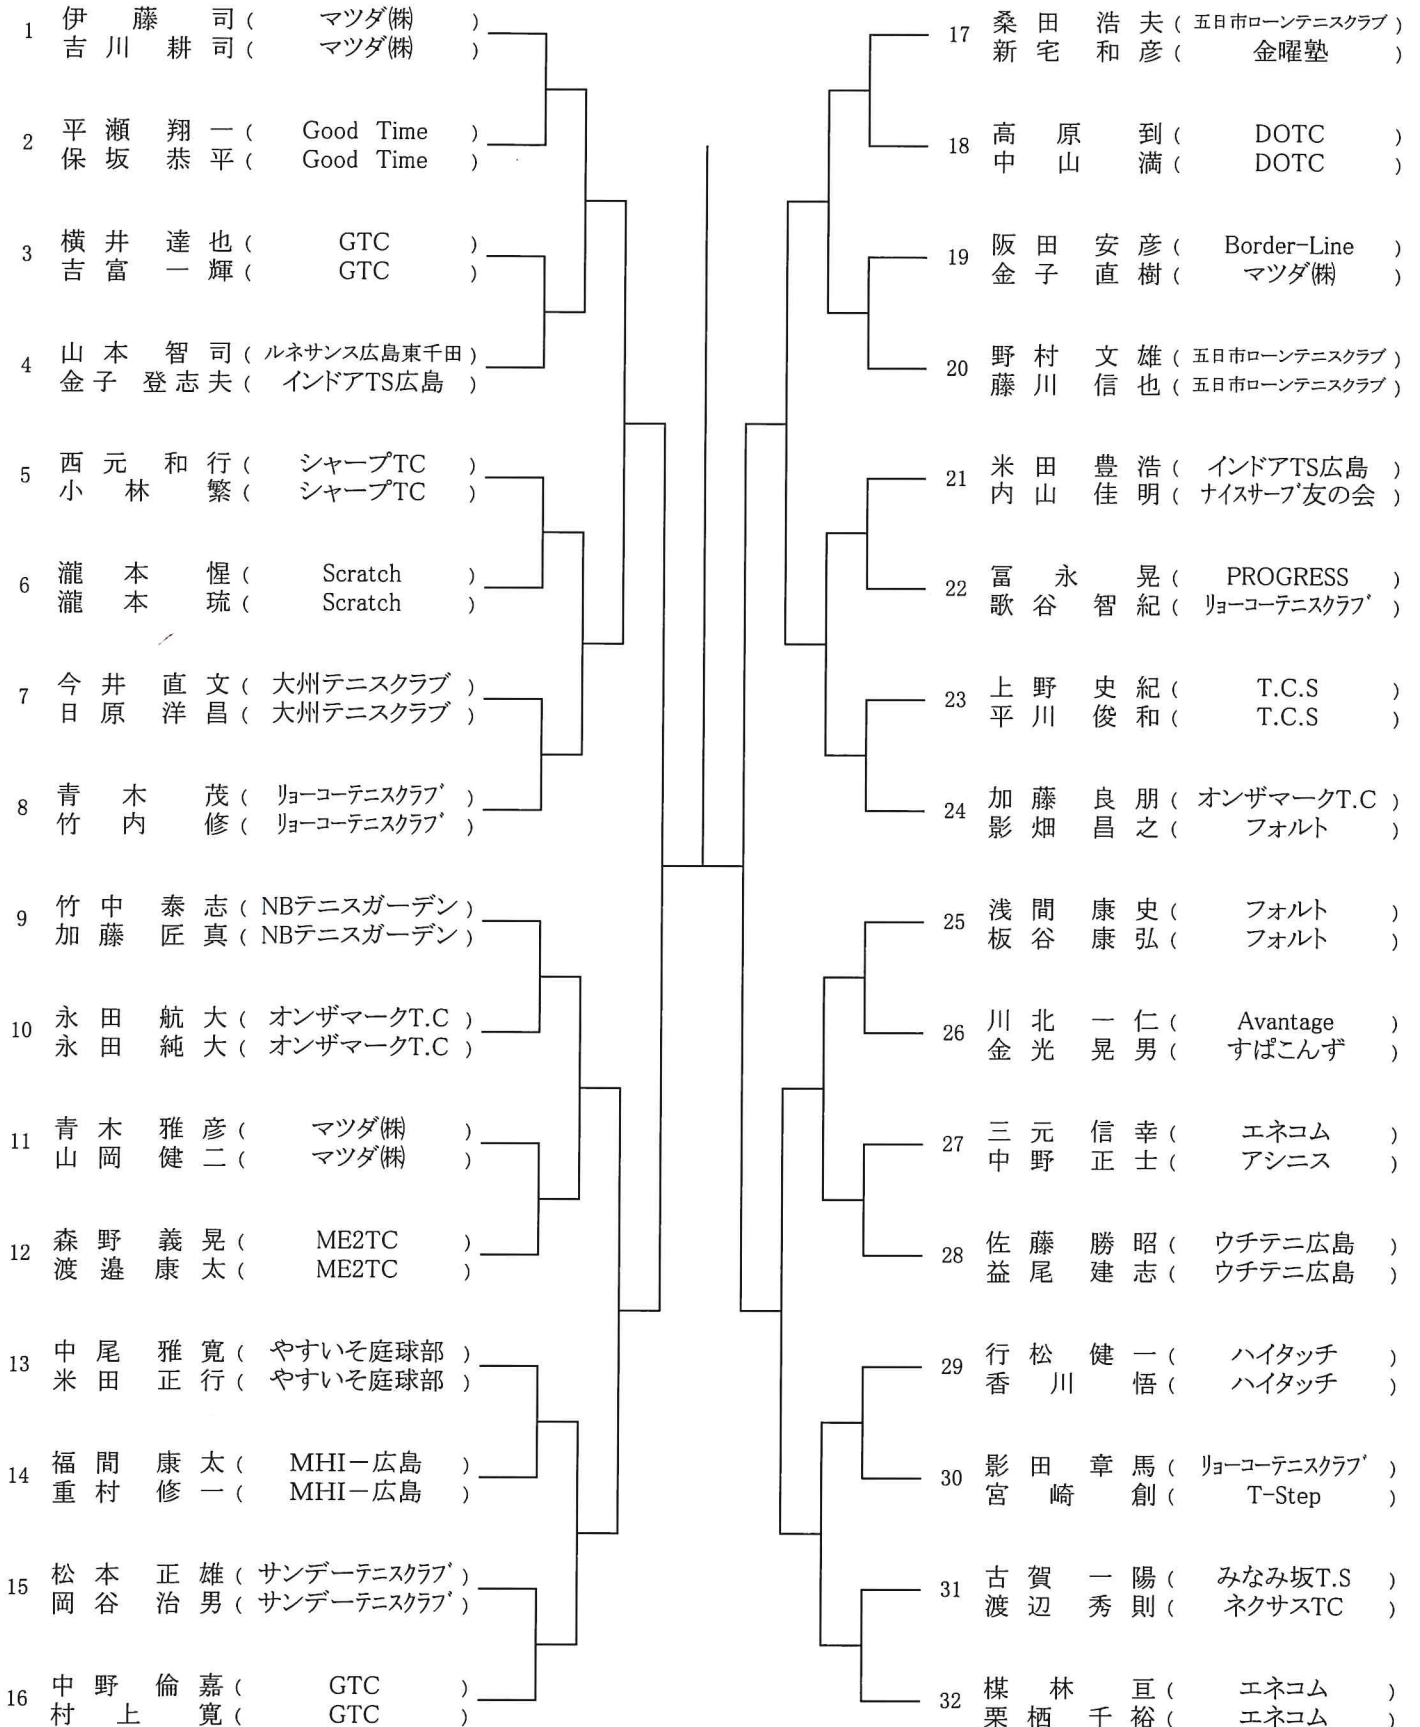 1 伊藤 司 ( マツダ㈱ )
吉川 耕司 ( マツダ㈱ )
2 平瀬 翔一 ( Good Time )
保坂 恭平 ( Good Time )
3 横井 達也 ( GTC )
吉富 一輝 ( GTC )
4 山本 智司 ( ルネサンス広島東千田 )
金子 登志夫 ( インドアTS広島 )
5 西元 和行 ( シャープTC )
小林 繁 ( シャープTC )
6 瀧本 惺 ( Scratch )
瀧本 琉 ( Scratch )
7 今井 直文 ( 大州テニスクラブ )
日原 洋昌 ( 大州テニスクラブ )
8 青木 茂 ( リョーコーテニスクラブ )
竹内 修 ( リョーコーテニスクラブ )
9 竹中 泰志 ( NBテニスガーデン )
加藤 匠真 ( NBテニスガーデン )
10 永田 航大 ( オンザマークT.C )
永田 純大 ( オンザマークT.C )
11 青木 雅彦 ( マツダ㈱ )
山岡 健二 ( マツダ㈱ )
12 森野 義晃 ( ME2TC )
渡邉 康太 ( ME2TC )
13 中尾 雅寛 ( やすいそ庭球部 )
米田 正行 ( やすいそ庭球部 )
14 福間 康太 ( MHI－広島 )
重村 修一 ( MHI－広島 )
15 松本 正雄 ( サンデーテニスクラブ )
岡谷 治男 ( サンデーテニスクラブ )
16 中野 倫嘉 ( GTC )
村上 寛 ( GTC )
17 桑田 浩夫 ( 五日市ローンテニスクラブ )
新宅 和彦 ( 金曜塾 )
18 高原 到 ( DOTC )
中山 満 ( DOTC )
19 阪田 安彦 ( Border-Line )
金子 直樹 ( マツダ㈱ )
20 野村 文雄 ( 五日市ローンテニスクラブ )
藤川 信也 ( 五日市ローンテニスクラブ )
21 米田 豊浩 ( インドアTS広島 )
内山 佳明 ( ナイスサーブ友の会 )
22 冨永 晃 ( PROGRESS )
歌谷 智紀 ( リョーコーテニスクラブ )
23 上野 史紀 ( T.C.S )
平川 俊和 ( T.C.S )
24 加藤 良朋 ( オンザマークT.C )
影畑 昌之 ( フォルト )
25 浅間 康史 ( フォルト )
板谷 康弘 ( フォルト )
26 川北 一仁 ( Avantage )
金光 晃男 ( すぱこんず )
27 三元 信幸 ( エネコム )
中野 正士 ( アシニス )
28 佐藤 勝昭 ( ウチテニ広島 )
益尾 建志 ( ウチテニ広島 )
29 行松 健一 ( ハイタッチ )
香川 悟 ( ハイタッチ )
30 影田 章馬 ( リョーコーテニスクラブ )
宮崎 創 ( T-Step )
31 古賀 一陽 ( みなみ坂T.S )
渡辺 秀則 ( ネクサスTC )
32 楳林 亘 ( エネコム )
栗栖 千裕 ( エネコム )